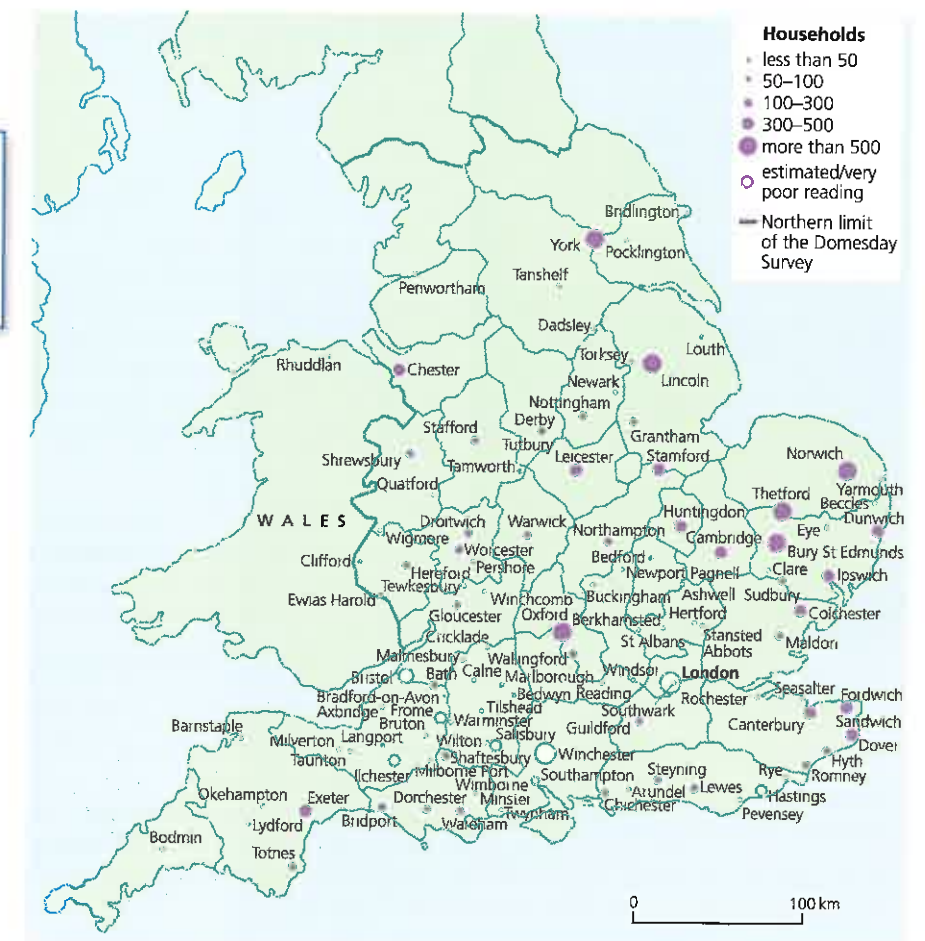 Households
less than 50
50–100
100–300
300–500
more than 500
estimated/very
poor reading
Northern limit
of the Domesday
Survey
Bridlington
York
Pocklington
Tanshelf
Penwortham
Dadsley
Louth
Torksey
Rhuddlan
Chester
Lincoln
Newark
Nottingham
Derby
Stafford
Grantham
Tutbury
Norwich
Leicester
Stamford
Shrewsbury
Tamworth
Quatford
Yarmouth
Thetford
Beccles
Huntingdon
Dunwich
WALES
Droitwich
Warwick
Northampton
Eye
Wigmore
Cambridge
Worcester
Bury St Edmunds
Bedford
Clifford
Pershore
Clare
Hereford
Newport Pagnell
Ipswich
Tewkesbury
Ashwell
Sudbury
Winchcomb
Buckingham
Ewias Harold
Hertford
Colchester
Gloucester
Oxford
Berkhamsted
Cricklade
St Albans
Stansted
Abbots
Maldon
Malmesbury
Wallingford
Windsor
London
Bristol
Bath
Calne
Marlborough
Bradford-on-Avon
Bedwyn
Reading
Rochester
Seasalter
Fordwich
Axbridge
Frome
Tilshead
Southwark
Bruton
Warminster
Guildford
Canterbury
Sandwich
Barnstaple
Milverton
Langport
Wilton
Salisbury
Dover
Taunton
Shaftesbury
Winchester
Hyth
Ilchester
Milborne Port
Southampton
Steyning
Rye
Romney
Wimborne
Minster
Arundel
Lewes
Okehampton
Exeter
Dorchester
Chichester
Hastings
Lydford
Bridport
Wareham
Twynham
Pevensey
Bodmin
Totnes
0
100 km